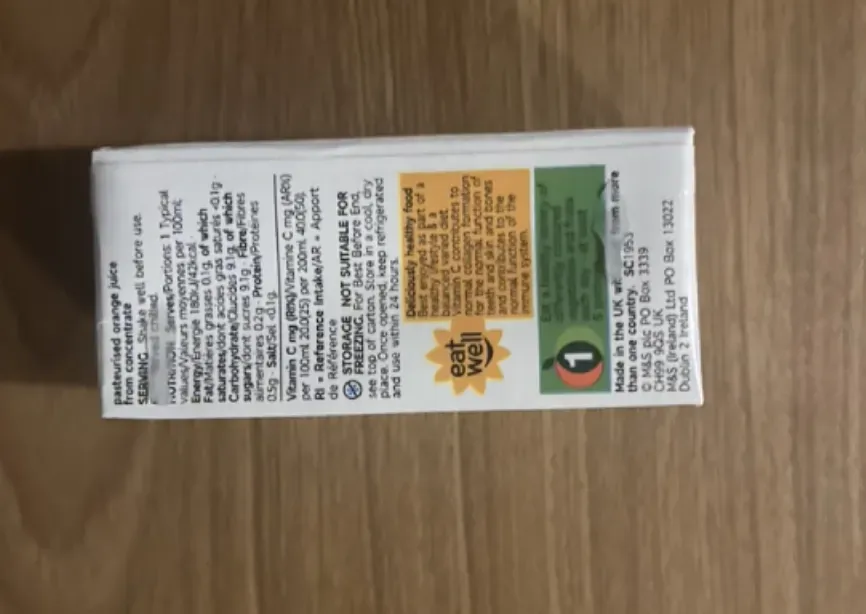 pasteurised orange juice
from concentrate
SERVING Shake well before use.
chilled.
NUTRITION Serves/Portions: 1 Typical
values/Valeurs moyennes per 100ml:
Energy/Énergie 180kJ/42kcal ·
Fat/Matières grasses 0.1g, of which
saturates/dont acides gras saturés <0.1g ·
Carbohydrate/Glucides 9.1g, of which
sugars/dont sucres 9.1g · Fibre/Fibres
alimentaires 0.2g · Protein/Protéines
0.5g · Salt/Sel <0.1g.
Vitamin C mg (RI%)/Vitamine C mg (AR%)
per 100ml 20.0(25) per 200ml 40.0(50).
RI = Reference Intake/AR = Apport
de Référence
STORAGE NOT SUITABLE FOR
FREEZING. For Best Before End,
see top of carton. Store in a cool, dry
place. Once opened, keep refrigerated
and use within 24 hours.
eat
well
Deliciously healthy food
Best enjoyed as part of a
healthy lifestyle and a
balanced varied diet.
Vitamin C contributes to
normal collagen formation
for the normal function of
teeth and skin and bones
and contributes to the
normal function of the
immune system.
1
Made in the UK from more
than one country. SC1953
© M&S plc PO Box 3339
CH99 9QS UK
M&S (Ireland) Ltd PO Box 13022
Dublin 2 Ireland